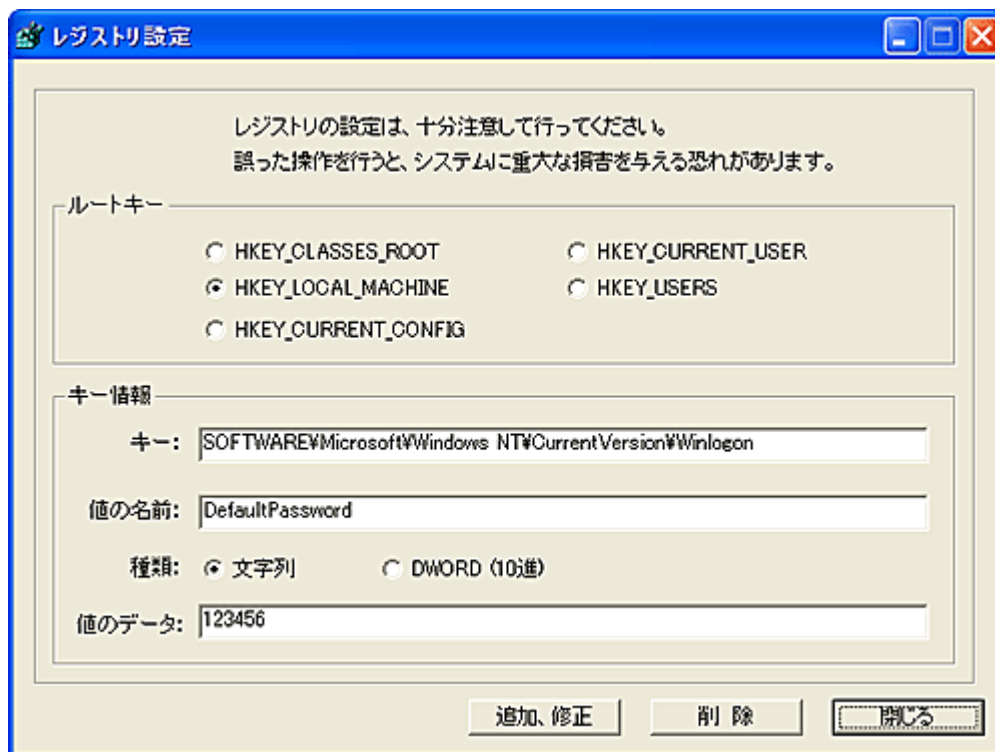 レジストリ設定
レジストリの設定は、十分注意して行ってください。
誤った操作を行うと、システムに重大な損害を与える恐れがあります。
ルートキー
HKEY_CLASSES_ROOT HKEY_CURRENT_USER
HKEY_LOCAL_MACHINE HKEY_USERS
HKEY_CURRENT_CONFIG
キー情報
キー: SOFTWARE¥Microsoft¥Windows NT¥CurrentVersion¥Winlogon
値の名前: DefaultPassword
種類: 文字列 DWORD (10進)
値のデータ: 123456
追加、修正 削 除 閉じる